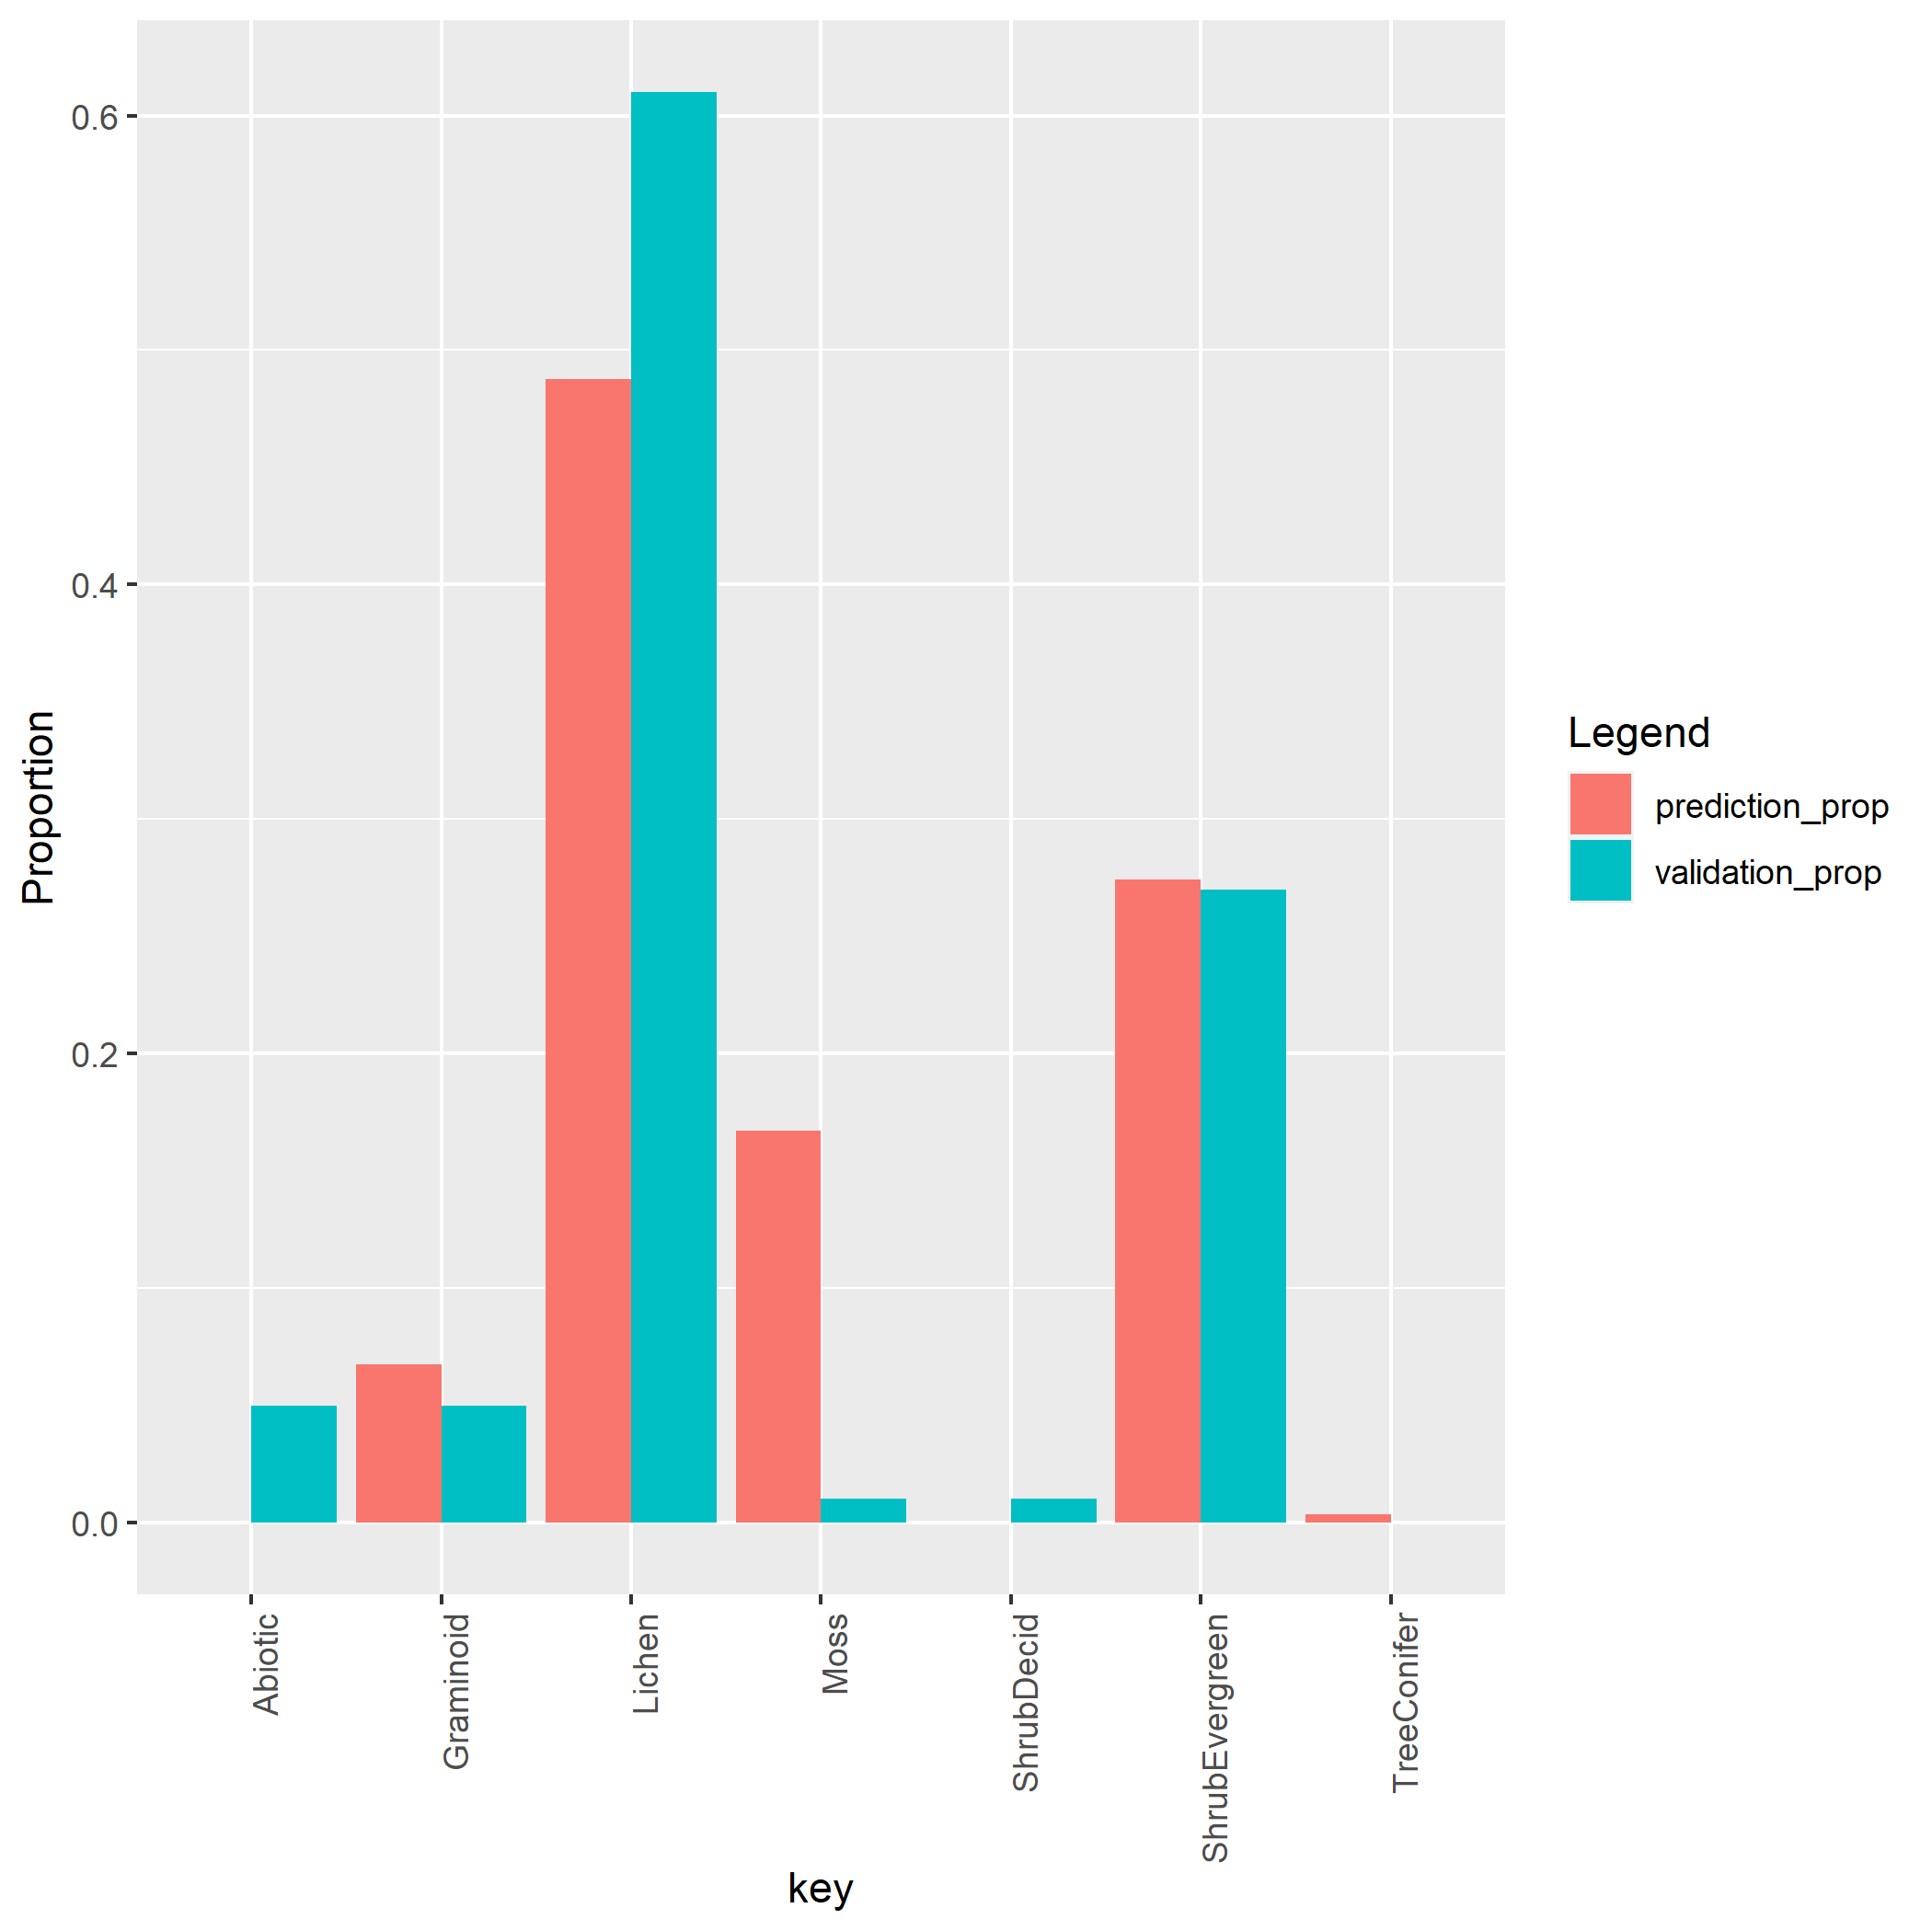 0.6
0.4
0.2
0.0
Proportion
Abiotic
Graminoid
Lichen
Moss
ShrubDecid
ShrubEvergreen
TreeConifer
key
Legend
prediction_prop
validation_prop